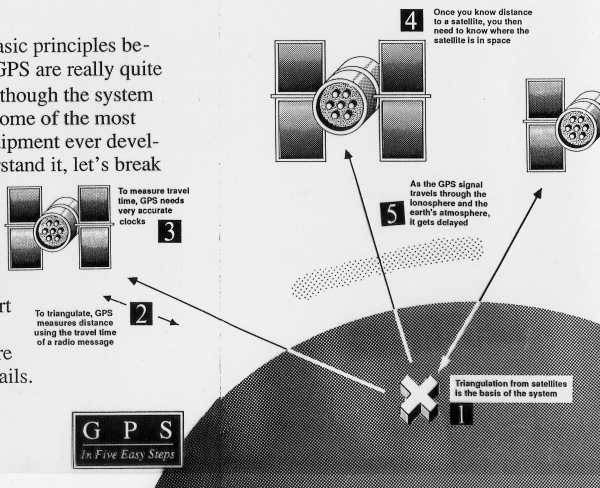 asic principles be-
GPS are really quite
though the system
ome of the most
uipment ever devel-
rstand it, let's break
rt
re
ails.
4
Once you know distance
to a satellite, you then
need to know where the
satellite is in space
To measure travel
time, GPS needs
very accurate
clocks
3
As the GPS signal
travels through the
ionosphere and the
earth's atmosphere,
it gets delayed
5
To triangulate, GPS
measures distance
using the travel time
of a radio message
2
Triangulation from satellites
is the basis of the system
1
GPS
In Five Easy Steps